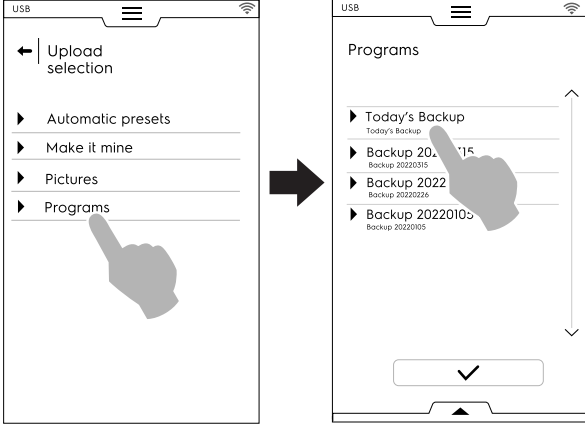 USB
Upload
selection
Automatic presets
Make it mine
Pictures
Programs
USB
Programs
Today's Backup
Today's Backup
Backup 20220315
Backup 20220315
Backup 2022
Backup 20220226
Backup 20220105
Backup 20220105